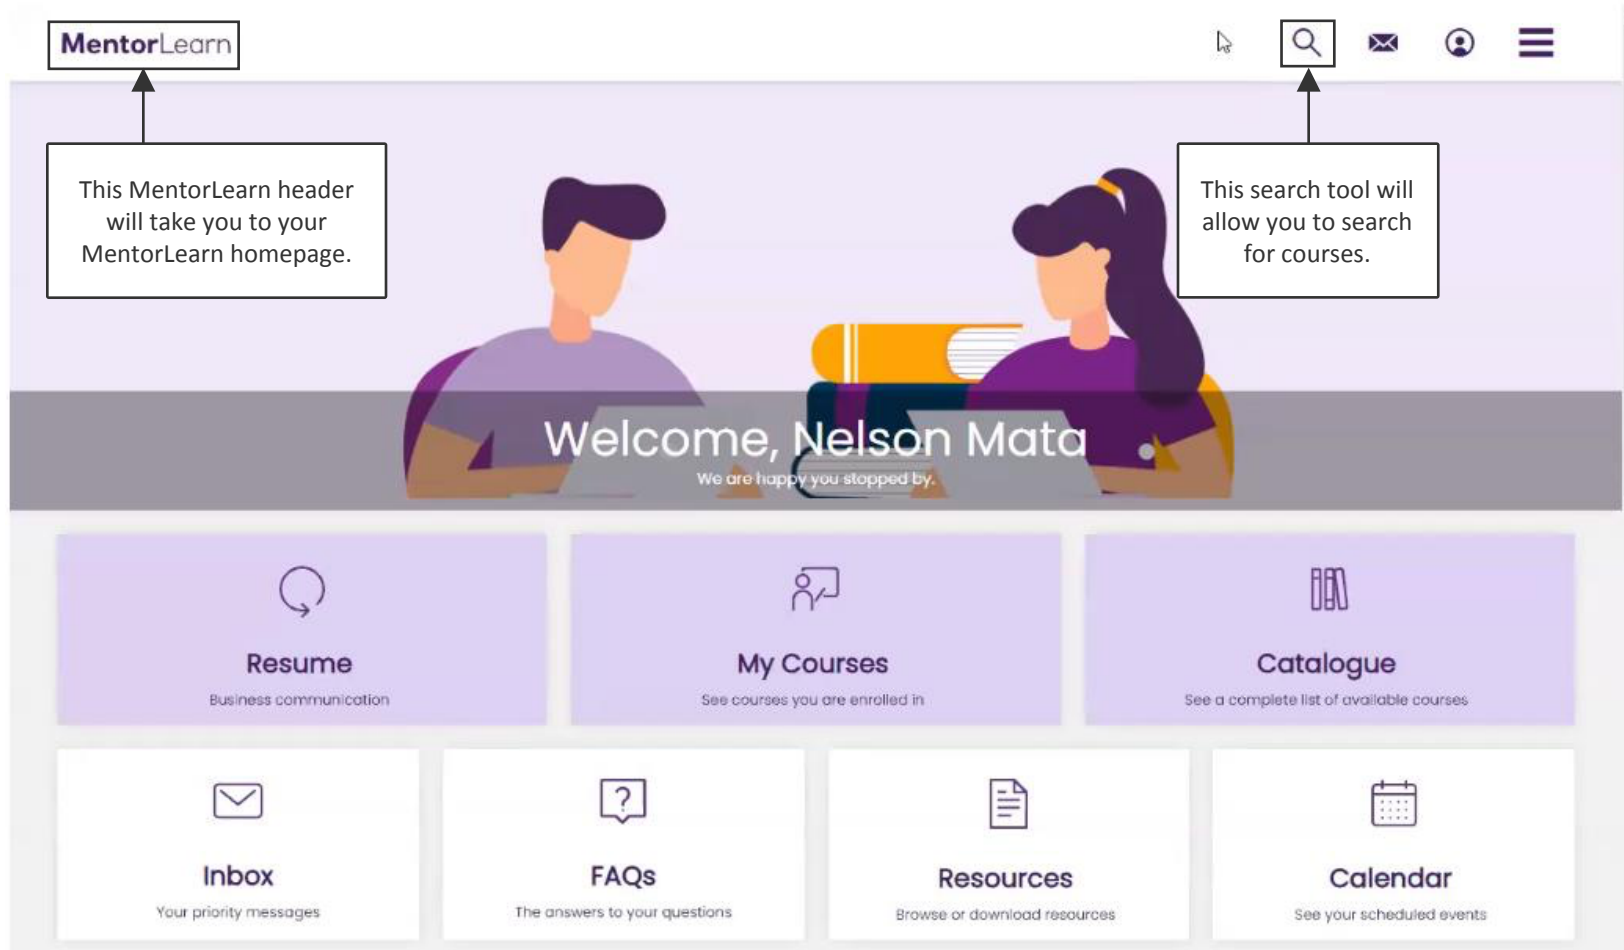 MentorLearn
This MentorLearn header
will take you to your
MentorLearn homepage.
This search tool will
allow you to search
for courses.
Welcome, Nelson Mata
We are happy you stopped by.
Resume
Business communication
My Courses
See courses you are enrolled in
Catalogue
See a complete list of available courses
Inbox
Your priority messages
FAQs
The answers to your questions
Resources
Browse or download resources
Calendar
See your scheduled events